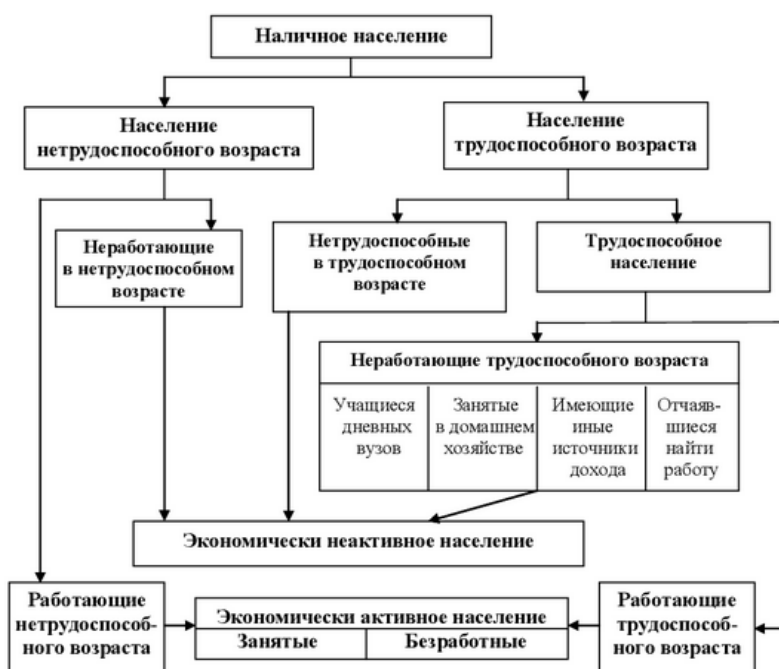 Наличное население
Население
нетрудоспособного возраста
Население
трудоспособного возраста
Неработающие
в нетрудоспособном
возрасте
Нетрудоспособные
в трудоспособном
возрасте
Трудоспособное
население
Неработающие трудоспособного возраста
Учащиеся
дневных
вузов
Занятые
в домашнем
хозяйстве
Имеющие
иные
источники
дохода
Отчаяв-
шиеся
найти
работу
Экономически неактивное население
Работающие
нетрудоспособ-
ного возраста
Экономически активное население
Занятые
Безработные
Работающие
трудоспособ-
ного возраста